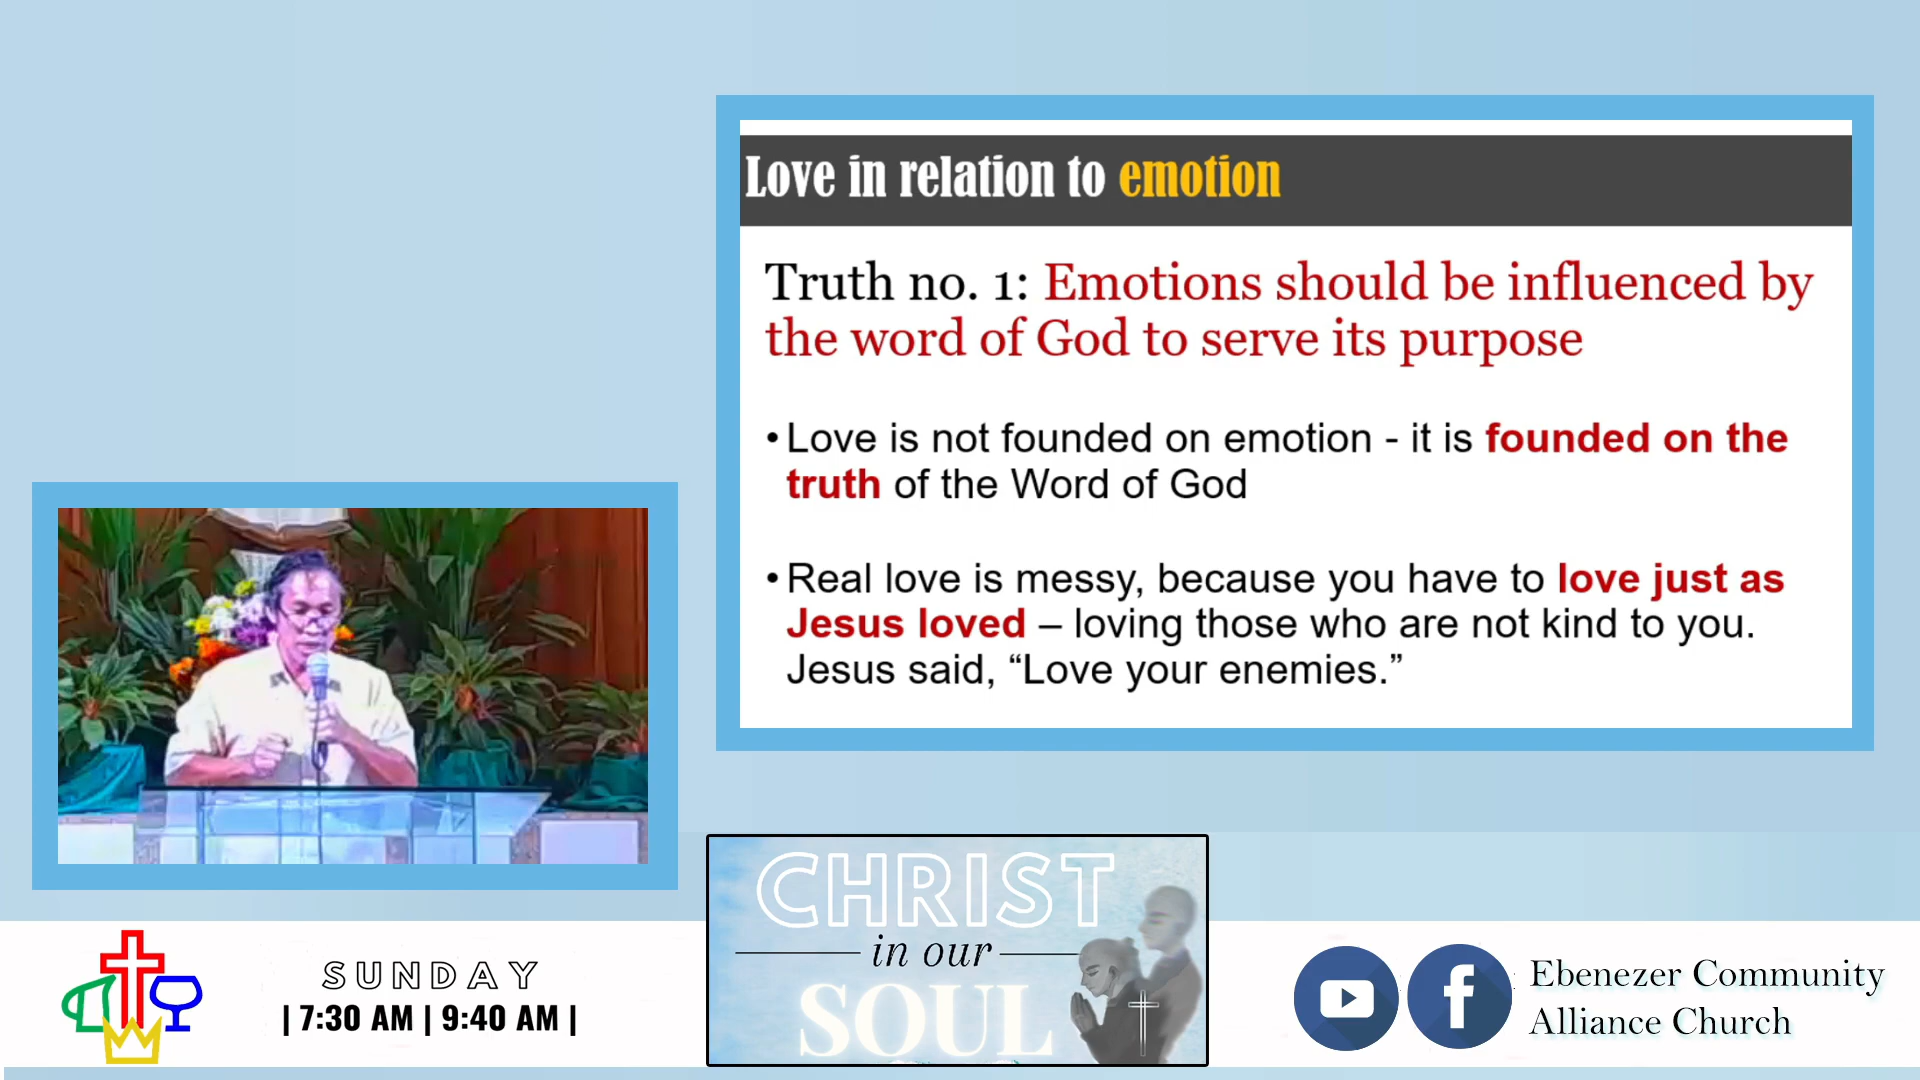 Love in relation to emotion
Truth no. 1: Emotions should be influenced by
the word of God to serve its purpose
• Love is not founded on emotion - it is founded on the
truth of the Word of God
• Real love is messy, because you have to love just as
Jesus loved – loving those who are not kind to you.
Jesus said, “Love your enemies.”
SUNDAY
| 7:30 AM | 9:40 AM |
CHRIST
in our
SOUL
Ebenezer Community
Alliance Church